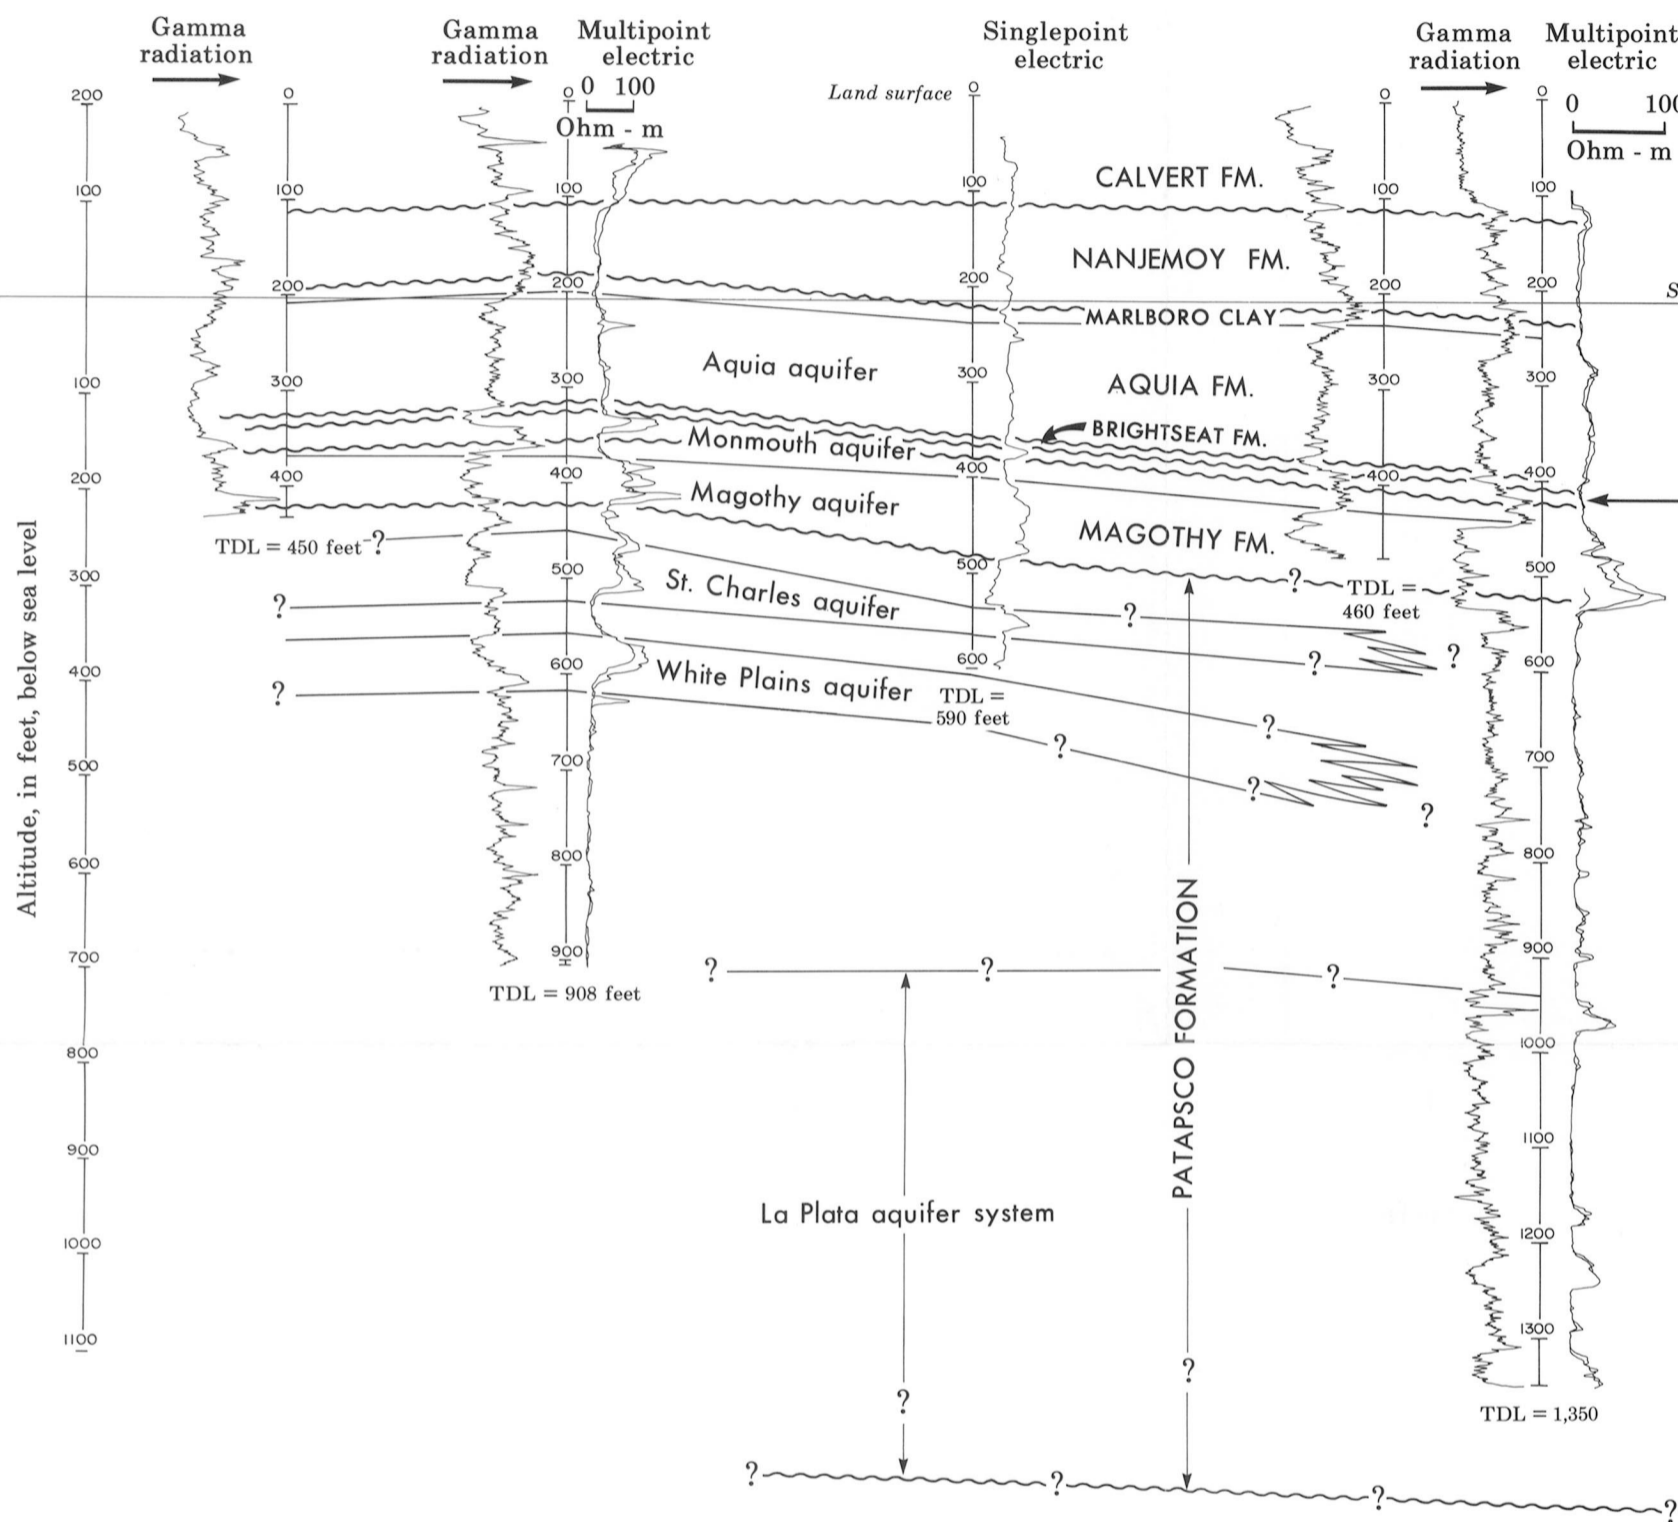 Gamma radiation
Gamma radiation
Multipoint electric
Singlepoint electric
Gamma radiation
Multipoint electric
0 100
Ohm - m
Land surface
0 100
Ohm - m
Altitude, in feet, below sea level
200
100
100
200
300
400
500
600
700
800
900
1000
1100
0
100
200
300
400
TDL = 450 feet
0
100
200
300
400
500
600
700
800
900
TDL = 908 feet
0
100
200
300
400
500
600
TDL = 590 feet
0
100
200
300
400
TDL = 460 feet
0
100
200
300
400
500
600
700
800
900
1000
1100
1200
1300
TDL = 1,350
CALVERT FM.
NANJEMOY FM.
S
MARLBORO CLAY
Aquia aquifer
AQUIA FM.
BRIGHTSEAT FM.
Monmouth aquifer
Magothy aquifer
MAGOTHY FM.
?
?
St. Charles aquifer
?
?
?
?
White Plains aquifer
?
?
?
?
?
?
?
?
PATAPSCO FORMATION
La Plata aquifer system
?
?
?
?
?
?